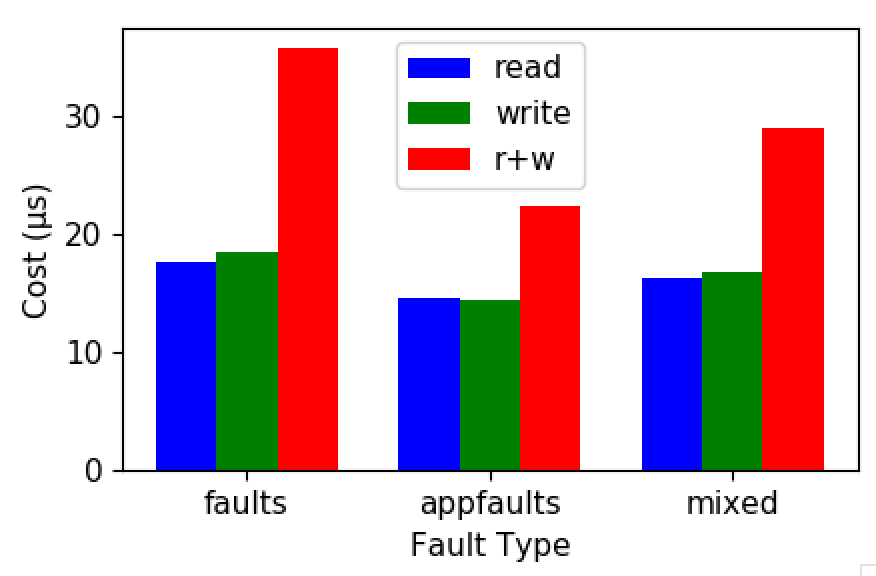 read
write
r+w
30
20
10
0
Cost (µs)
faults appfaults mixed
Fault Type